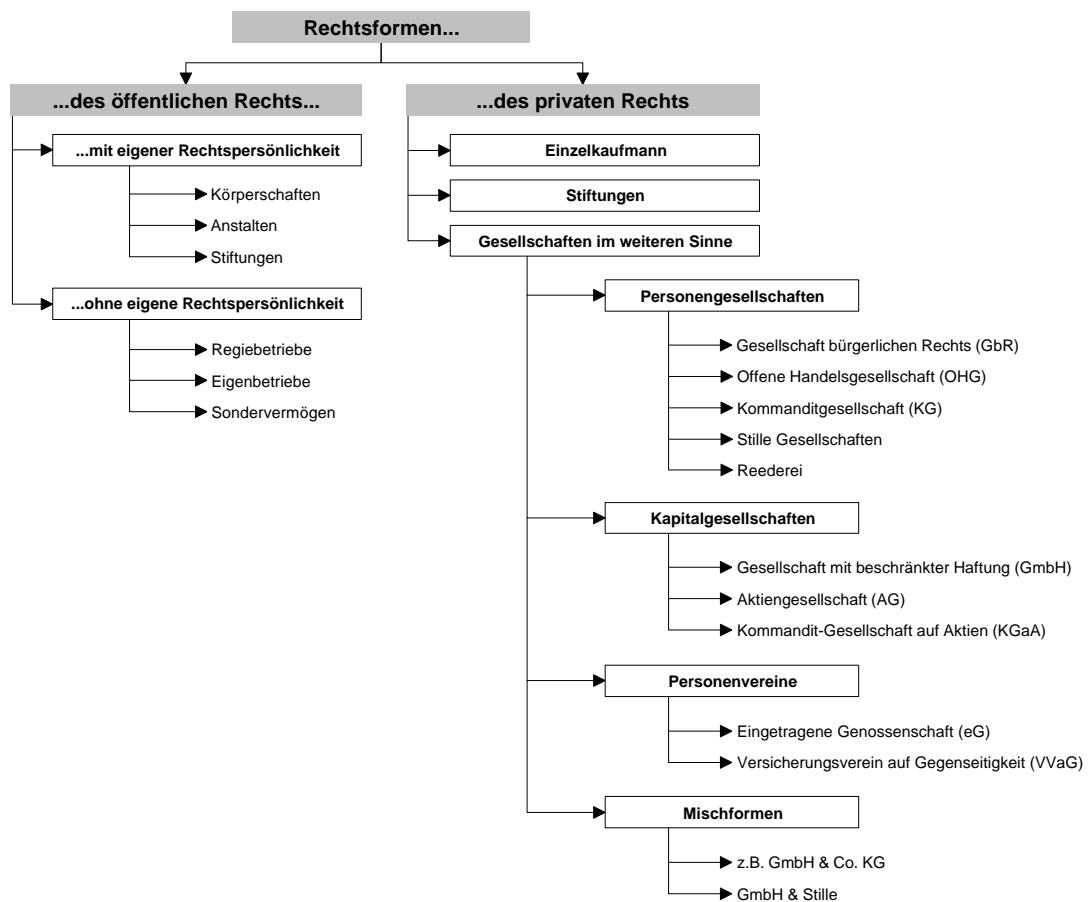 Rechtsformen...
...des öffentlichen Rechts...
...mit eigener Rechtspersönlichkeit
Körperschaften
Anstalten
Stiftungen
...ohne eigene Rechtspersönlichkeit
Regiebetriebe
Eigenbetriebe
Sondervermögen
...des privaten Rechts
Einzelkaufmann
Stiftungen
Gesellschaften im weiteren Sinne
Personengesellschaften
Gesellschaft bürgerlichen Rechts (GbR)
Offene Handelsgesellschaft (OHG)
Kommanditgesellschaft (KG)
Stille Gesellschaften
Reederei
Kapitalgesellschaften
Gesellschaft mit beschränkter Haftung (GmbH)
Aktiengesellschaft (AG)
Kommandit-Gesellschaft auf Aktien (KGaA)
Personenvereine
Eingetragene Genossenschaft (eG)
Versicherungsverein auf Gegenseitigkeit (VVaG)
Mischformen
z.B. GmbH & Co. KG
GmbH & Stille